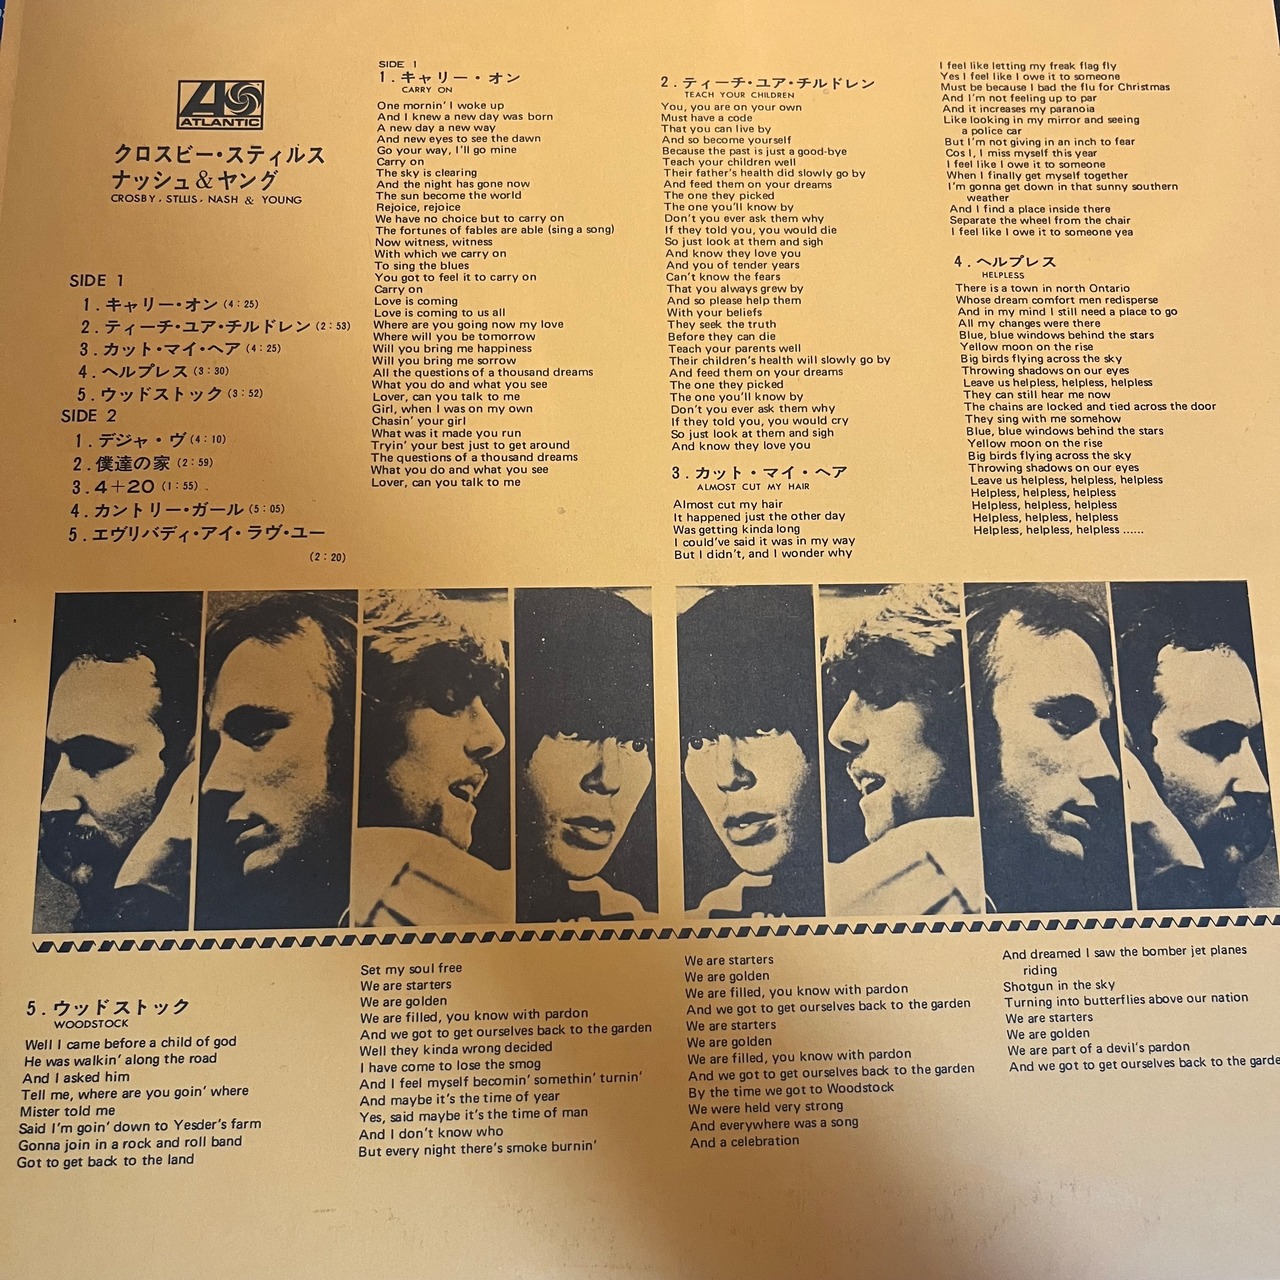 ATLANTIC
クロスビー・スティルス
ナッシュ&ヤング
CROSBY, STLLIS, NASH & YOUNG
SIDE 1
1.キャリー・オン(4:25)
2.ティーチ・ユア・チルドレン(2:53)
3.カット・マイ・ヘア(4:25)
4.ヘルプレス(3:30)
5.ウッドストック(3:52)
SIDE 2
1.デジャ・ヴ(4:10)
2.僕達の家(2:59)
3.4+20(1:55)
4.カントリー・ガール(5:05)
5.エヴリバディ・アイ・ラヴ・ユー
(2:20)
SIDE 1
1.キャリー・オン
CARRY ON
One mornin' I woke up
And I knew a new day was born
A new day a new way
And new eyes to see the dawn
Go your way, I'll go mine
Carry on
The sky is clearing
And the night has gone now
The sun become the world
Rejoice, rejoice
We have no choice but to carry on
The fortunes of fables are able (sing a song)
Now witness, witness
With which we carry on
To sing the blues
You got to feel it to carry on
Carry on
Love is coming
Love is coming to us all
Where are you going now my love
Where will you be tomorrow
Will you bring me happiness
Will you bring me sorrow
All the questions of a thousand dreams
What you do and what you see
Lover, can you talk to me
Girl, when I was on my own
Chasin' your girl
What was it made you run
Tryin' your best just to get around
The questions of a thousand dreams
What you do and what you see
Lover, can you talk to me
2.ティーチ・ユア・チルドレン
TEACH YOUR CHILDREN
You, you are on your own
Must have a code
That you can live by
And so become yourself
Because the past is just a good-bye
Teach your children well
Their father's health did slowly go by
And feed them on your dreams
The one they picked
The one you'll know by
Don't you ever ask them why
If they told you, you would die
So just look at them and sigh
And know they love you
And you of tender years
Can't know the fears
That you always grew by
And so please help them
With your beliefs
They seek the truth
Before they can die
Teach your parents well
Their children's health will slowly go by
And feed them on your dreams
The one they picked
The one you'll know by
Don't you ever ask them why
If they told you, you would cry
So just look at them and sigh
And know they love you
3.カット・マイ・ヘア
ALMOST CUT MY HAIR
Almost cut my hair
It happened just the other day
Was getting kinda long
I could've said it was in my way
But I didn't, and I wonder why
I feel like letting my freak flag fly
Yes I feel like I owe it to someone
Must be because I bad the flu for Christmas
And I'm not feeling up to par
And it increases my paranoia
Like looking in my mirror and seeing
a police car
But I'm not giving in an inch to fear
Cos I, I miss myself this year
I feel like I owe it to someone
When I finally get myself together
I'm gonna get down in that sunny southern
weather
And I find a place inside there
Separate the wheel from the chair
I feel like I owe it to someone yea
4.ヘルプレス
HELPLESS
There is a town in north Ontario
Whose dream comfort men redisperse
And in my mind I still need a place to go
All my changes were there
Blue, blue windows behind the stars
Yellow moon on the rise
Big birds flying across the sky
Throwing shadows on our eyes
Leave us helpless, helpless, helpless
They can still hear me now
The chains are locked and tied across the door
They sing with me somehow
Blue, blue windows behind the stars
Yellow moon on the rise
Big birds flying across the sky
Throwing shadows on our eyes
Leave us helpless, helpless, helpless
Helpless, helpless, helpless
Helpless, helpless, helpless
Helpless, helpless, helpless
Helpless, helpless, helpless ......
5.ウッドストック
WOODSTOCK
Well I came before a child of god
He was walkin' along the road
And I asked him
Tell me, where are you goin' where
Mister told me
Said I'm goin' down to Yesder's farm
Gonna join in a rock and roll band
Got to get back to the land
Set my soul free
We are starters
We are golden
We are filled, you know with pardon
And we got to get ourselves back to the garden
Well they kinda wrong decided
I have come to lose the smog
And I feel myself becomin' somethin' turnin'
And maybe it's the time of year
Yes, said maybe it's the time of man
And I don't know who
But every night there's smoke burnin'
We are starters
We are golden
We are filled, you know with pardon
And we got to get ourselves back to the garden
We are starters
We are golden
We are filled, you know with pardon
And we got to get ourselves back to the garden
By the time we got to Woodstock
We were held very strong
And everywhere was a song
And a celebration
And dreamed I saw the bomber jet planes
riding
Shotgun in the sky
Turning into butterflies above our nation
We are starters
We are golden
We are part of a devil's pardon
And we got to get ourselves back to the garde